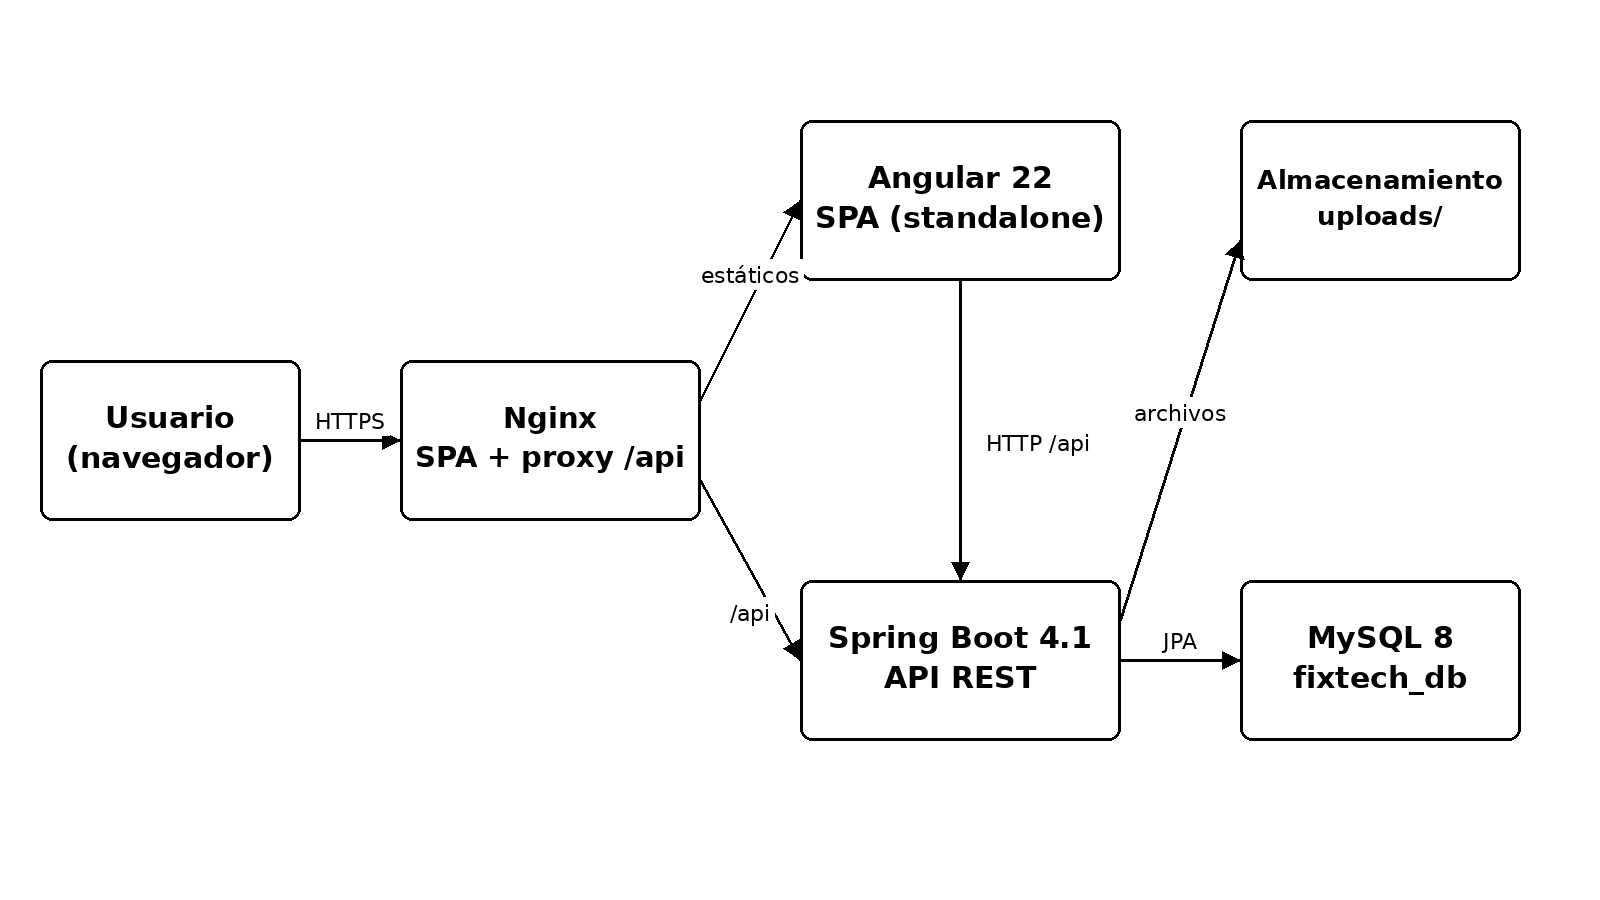 Usuario
(navegador)
HTTPS
Nginx
SPA + proxy /api
estáticos
/api
Angular 22
SPA (standalone)
HTTP /api
Spring Boot 4.1
API REST
archivos
JPA
Almacenamiento
uploads/
MySQL 8
fixtech_db